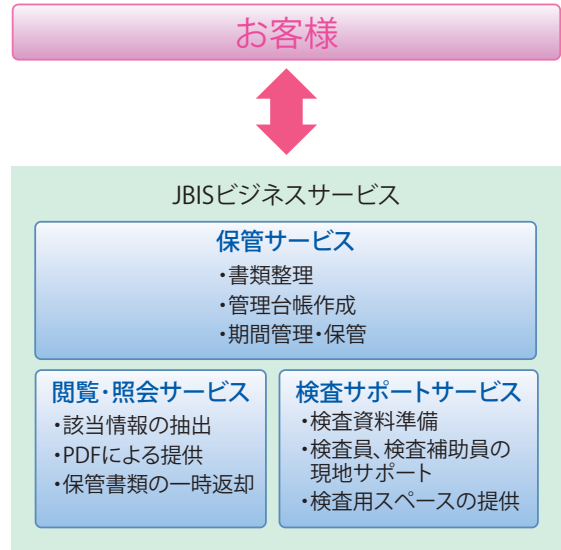 お客様
JBISビジネスサービス
保管サービス
・書類整理
・管理台帳作成
・期間管理・保管
閲覧・照会サービス
・該当情報の抽出
・PDFによる提供
・保管書類の一時返却
検査サポートサービス
・検査資料準備
・検査員、検査補助員の
現地サポート
・検査用スペースの提供